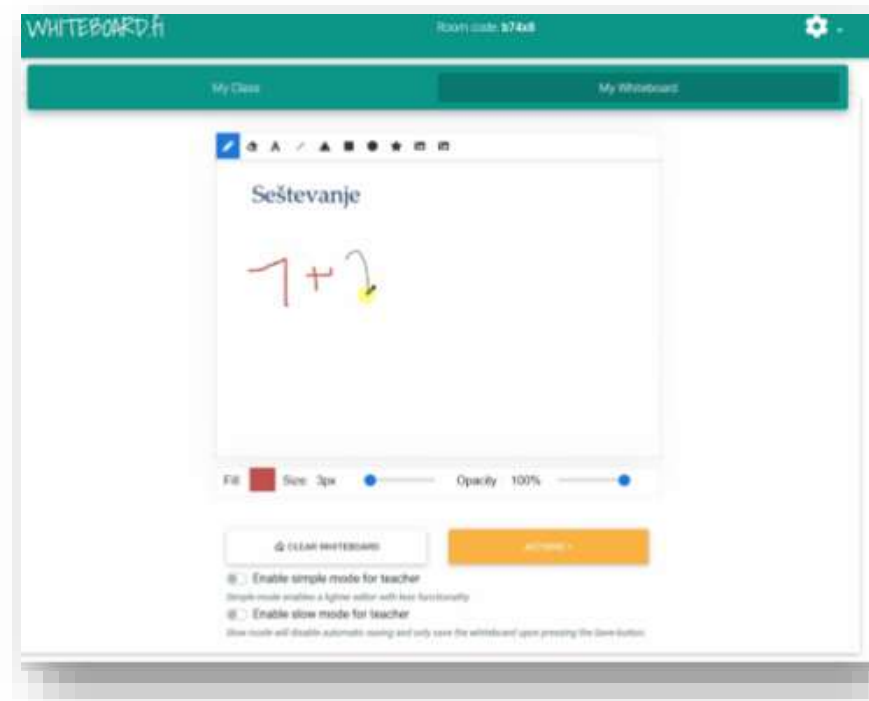 WHITEBOARD.fi
Room code: b74x8
My Class My Whiteboard
A
Seštevanje
1 + 2
Fill Size 3px Opacity 100%
CLEAR WHITEBOARD ACTIONS
Enable simple mode for teacher
Simple mode enables a lighter editor with less functionality
Enable slow mode for teacher
Slow mode will disable automatic saving and only save the whiteboard upon pressing the Save-button.